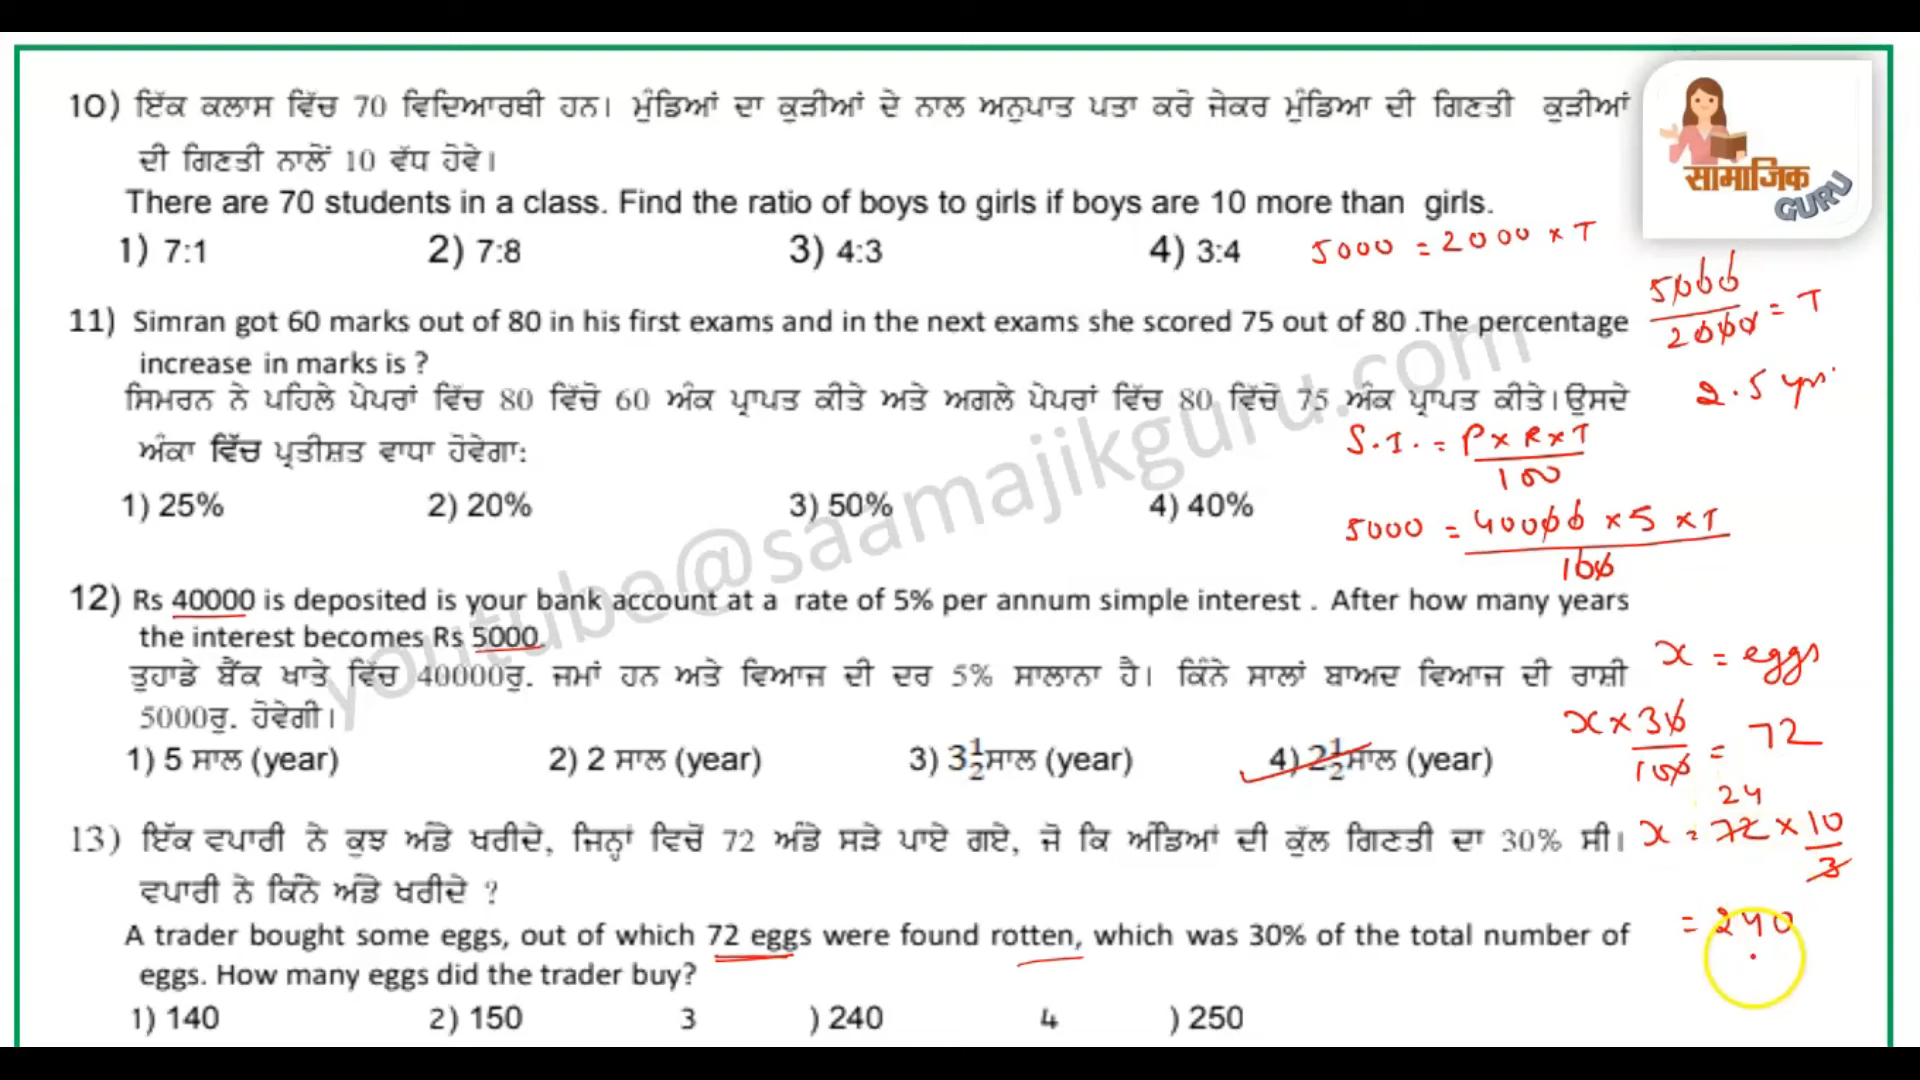 10) ਇੱਕ ਕਲਾਸ ਵਿੱਚ 70 ਵਿਦਿਆਰਥੀ ਹਨ। ਮੁੰਡਿਆਂ ਦਾ ਕੁੜੀਆਂ ਦੇ ਨਾਲ ਅਨੁਪਾਤ ਪਤਾ ਕਰੋ ਜੇਕਰ ਮੁੰਡਿਆ ਦੀ ਗਿਣਤੀ ਕੁੜੀਆਂ
ਦੀ ਗਿਣਤੀ ਨਾਲੋਂ 10 ਵੱਧ ਹੋਵੇ।
There are 70 students in a class. Find the ratio of boys to girls if boys are 10 more than girls.
1) 7:1 2) 7:8 3) 4:3 4) 3:4
5000 = 2000 × T
सामाजिक
GURU
5000
2000 = T
2.5 yrs.
11) Simran got 60 marks out of 80 in his first exams and in the next exams she scored 75 out of 80 .The percentage
increase in marks is ?
ਸਿਮਰਨ ਨੇ ਪਹਿਲੇ ਪੇਪਰਾਂ ਵਿੱਚ 80 ਵਿੱਚੋ 60 ਅੰਕ ਪ੍ਰਾਪਤ ਕੀਤੇ ਅਤੇ ਅਗਲੇ ਪੇਪਰਾਂ ਵਿੱਚ 80 ਵਿੱਚੋ 75 ਅੰਕ ਪ੍ਰਾਪਤ ਕੀਤੇ।ਉਸਦੇ
ਅੰਕਾ ਵਿੱਚ ਪ੍ਰਤੀਸ਼ਤ ਵਾਧਾ ਹੋਵੇਗਾ:
1) 25% 2) 20% 3) 50% 4) 40%
S.I. = P × R × T
100
5000 = 40000 × 5 × T
100
youtube@saamajikguru.com
12) Rs 40000 is deposited is your bank account at a rate of 5% per annum simple interest . After how many years
the interest becomes Rs 5000.
ਤੁਹਾਡੇ ਬੈਂਕ ਖਾਤੇ ਵਿੱਚ 40000ਰੁ. ਜਮਾਂ ਹਨ ਅਤੇ ਵਿਆਜ ਦੀ ਦਰ 5% ਸਾਲਾਨਾ ਹੈ। ਕਿੰਨੇ ਸਾਲਾਂ ਬਾਅਦ ਵਿਆਜ ਦੀ ਰਾਸ਼ੀ
5000ਰੁ. ਹੋਵੇਗੀ।
1) 5 ਸਾਲ (year) 2) 2 ਸਾਲ (year) 3) 3½ਸਾਲ (year) 4) 2½ਸਾਲ (year)
x = eggs
x × 30
100 = 72
24
x = 72 × 10
3
= 240
13) ਇੱਕ ਵਪਾਰੀ ਨੇ ਕੁਝ ਅੰਡੇ ਖਰੀਦੇ, ਜਿਨ੍ਹਾਂ ਵਿਚੋਂ 72 ਅੰਡੇ ਸੜੇ ਪਾਏ ਗਏ, ਜੋ ਕਿ ਅੰਡਿਆਂ ਦੀ ਕੁੱਲ ਗਿਣਤੀ ਦਾ 30% ਸੀ।
ਵਪਾਰੀ ਨੇ ਕਿੰਨੇ ਅੰਡੇ ਖਰੀਦੇ ?
A trader bought some eggs, out of which 72 eggs were found rotten, which was 30% of the total number of
eggs. How many eggs did the trader buy?
1) 140 2) 150 3 ) 240 4 ) 250